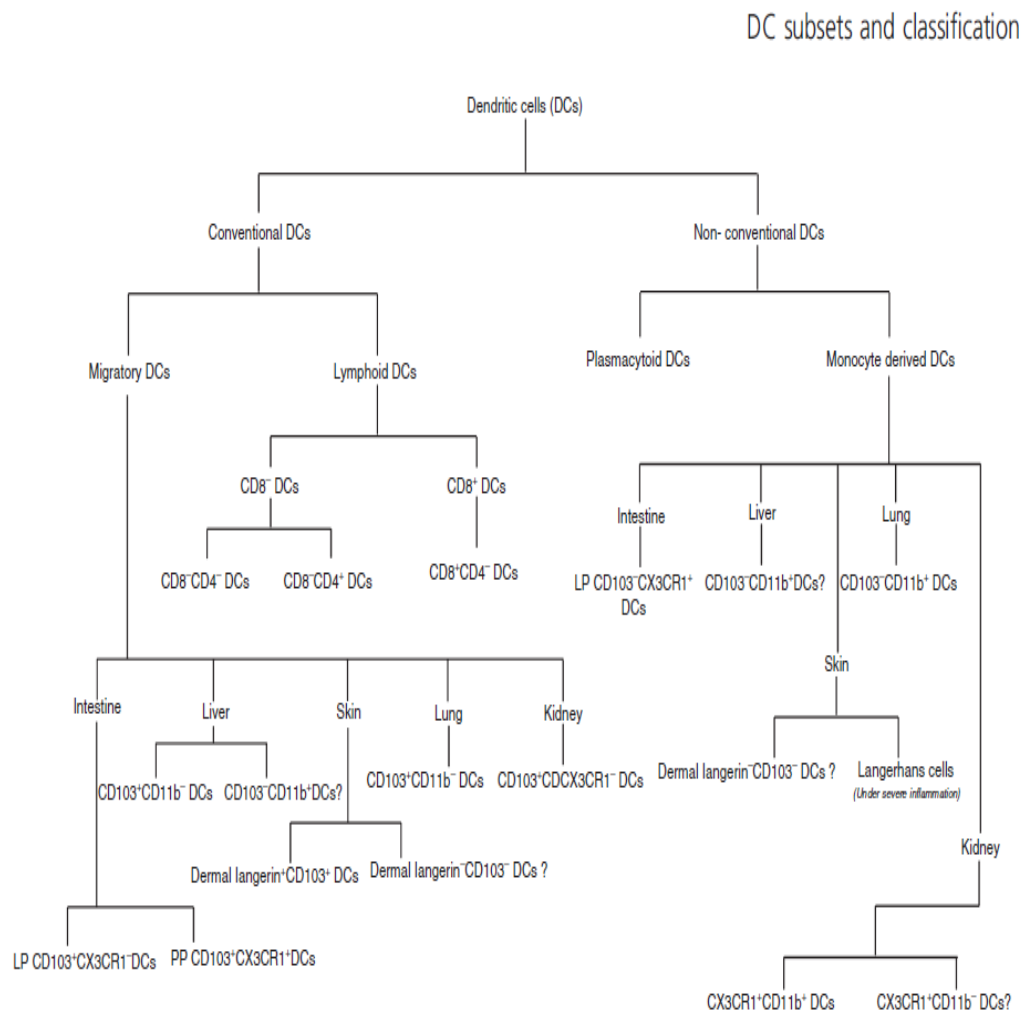 DC subsets and classification
Dendritic cells (DCs)
Conventional DCs
Non- conventional DCs
Migratory DCs
Lymphoid DCs
Plasmacytoid DCs
Monocyte derived DCs
CD8⁻ DCs
CD8⁺ DCs
CD8⁻CD4⁻ DCs
CD8⁻CD4⁺ DCs
CD8⁺CD4⁻ DCs
Intestine
Liver
Lung
LP CD103⁻CX3CR1⁺
DCs
CD103⁻CD11b⁺DCs?
CD103⁻CD11b⁺ DCs
Skin
Dermal langerin⁻CD103⁻ DCs ?
Langerhans cells
(Under severe inflammation)
Kidney
CX3CR1⁺CD11b⁺ DCs
CX3CR1⁺CD11b⁻ DCs?
Intestine
Liver
Skin
Lung
Kidney
CD103⁺CD11b⁻ DCs
CD103⁻CD11b⁺DCs?
CD103⁺CD11b⁻ DCs
CD103⁺CDCX3CR1⁻ DCs
Dermal langerin⁺CD103⁺ DCs
Dermal langerin⁻CD103⁻ DCs ?
LP CD103⁺CX3CR1⁻DCs
PP CD103⁺CX3CR1⁺DCs